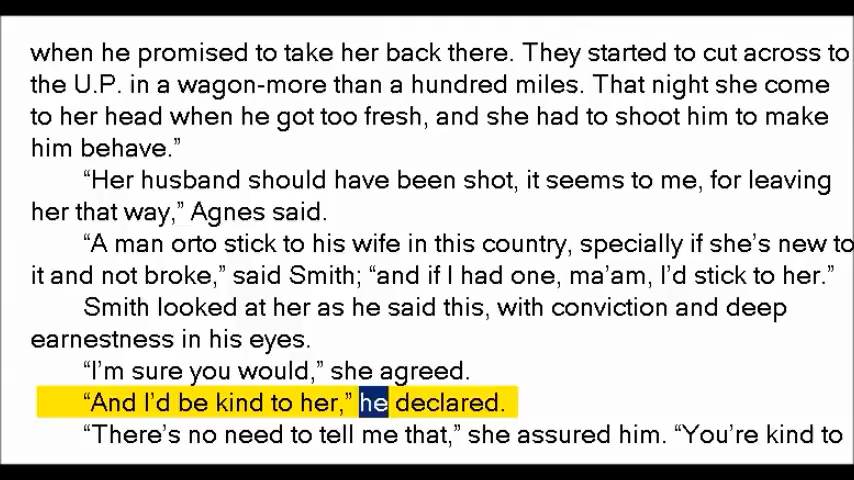 when he promised to take her back there. They started to cut across to
the U.P. in a wagon-more than a hundred miles. That night she come
to her head when he got too fresh, and she had to shoot him to make
him behave.”
“Her husband should have been shot, it seems to me, for leaving
her that way,” Agnes said.
“A man orto stick to his wife in this country, specially if she’s new to
it and not broke,” said Smith; “and if I had one, ma’am, I’d stick to her.”
Smith looked at her as he said this, with conviction and deep
earnestness in his eyes.
“I’m sure you would,” she agreed.
“And I’d be kind to her,” he declared.
“There’s no need to tell me that,” she assured him. “You’re kind to